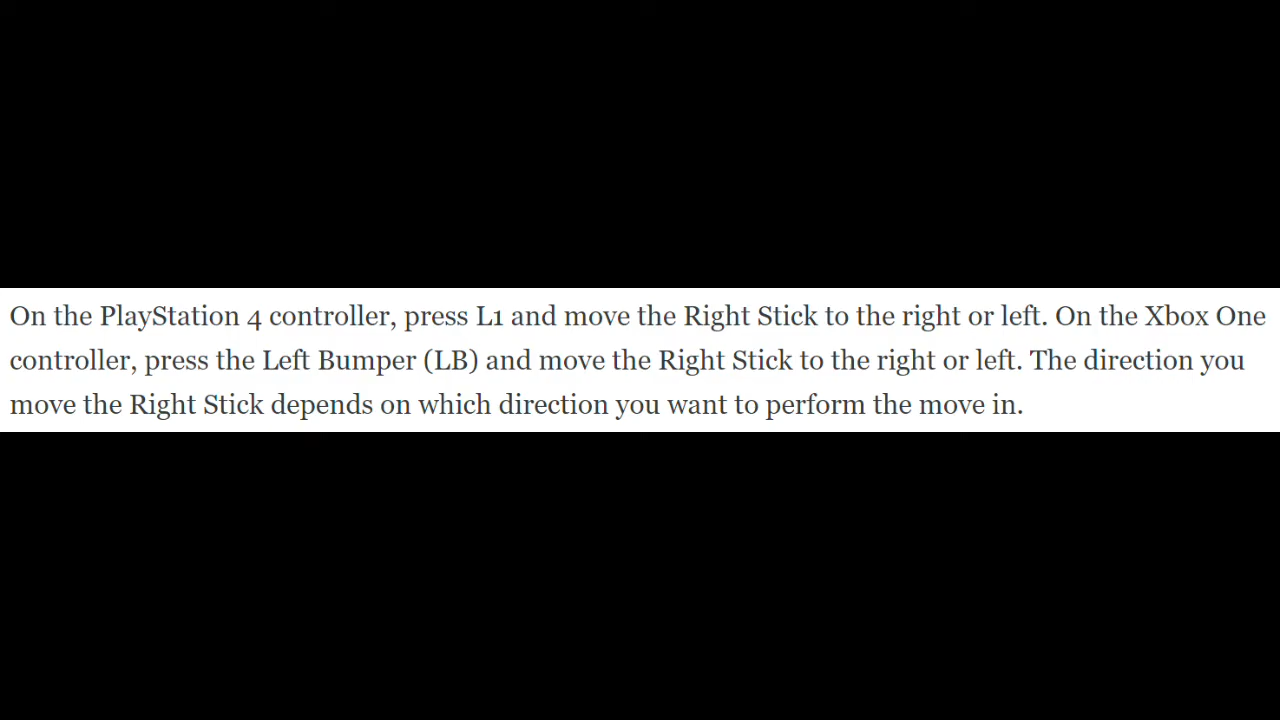 On the PlayStation 4 controller, press L1 and move the Right Stick to the right or left. On the Xbox One
controller, press the Left Bumper (LB) and move the Right Stick to the right or left. The direction you
move the Right Stick depends on which direction you want to perform the move in.